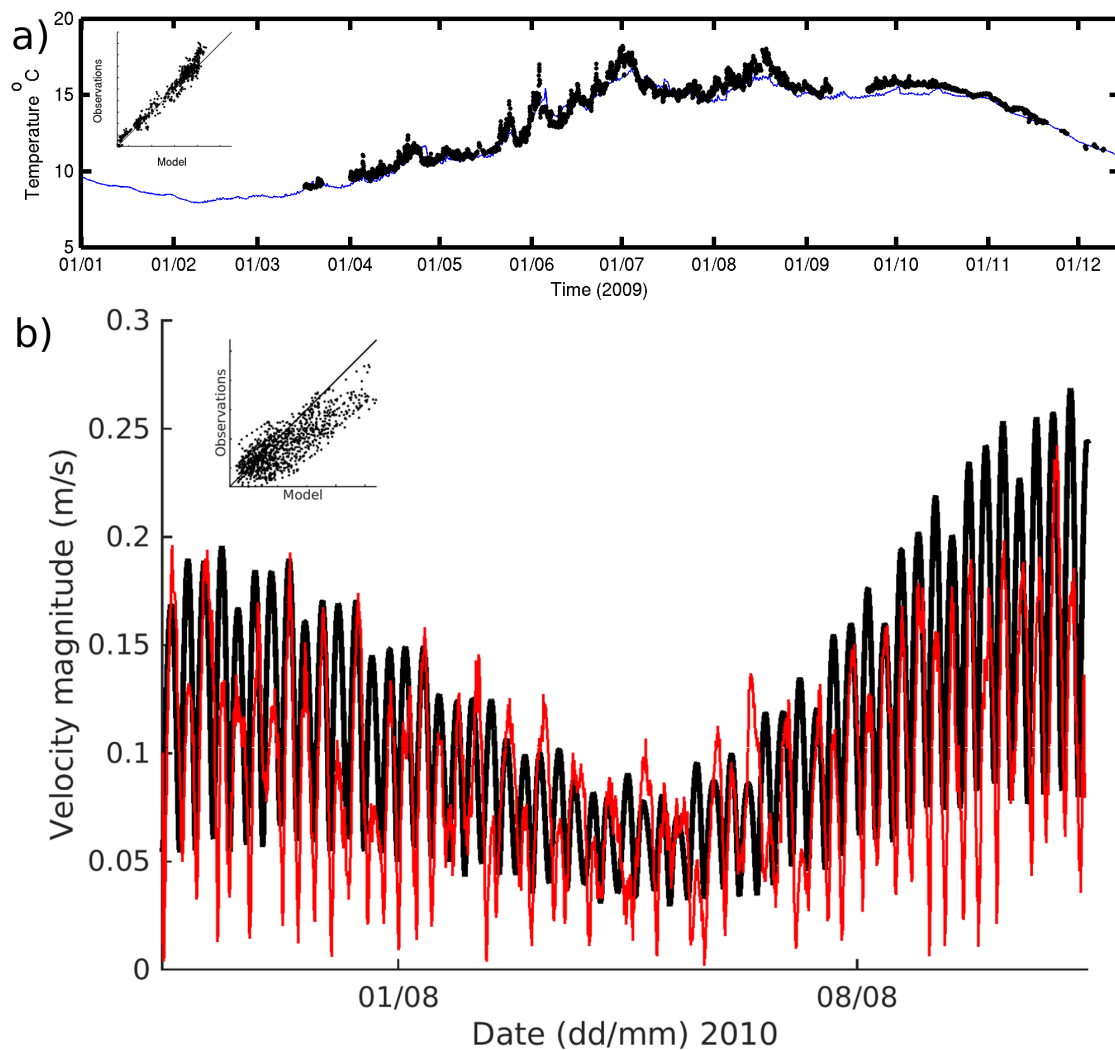 a)
20
15
10
5
Temperature °C
Observations
Model
01/01 01/02 01/03 01/04 01/05 01/06 01/07 01/08 01/09 01/10 01/11 01/12
Time (2009)
b)
0.3
0.25
0.2
0.15
0.1
0.05
0
Velocity magnitude (m/s)
Observations
Model
01/08 08/08
Date (dd/mm) 2010